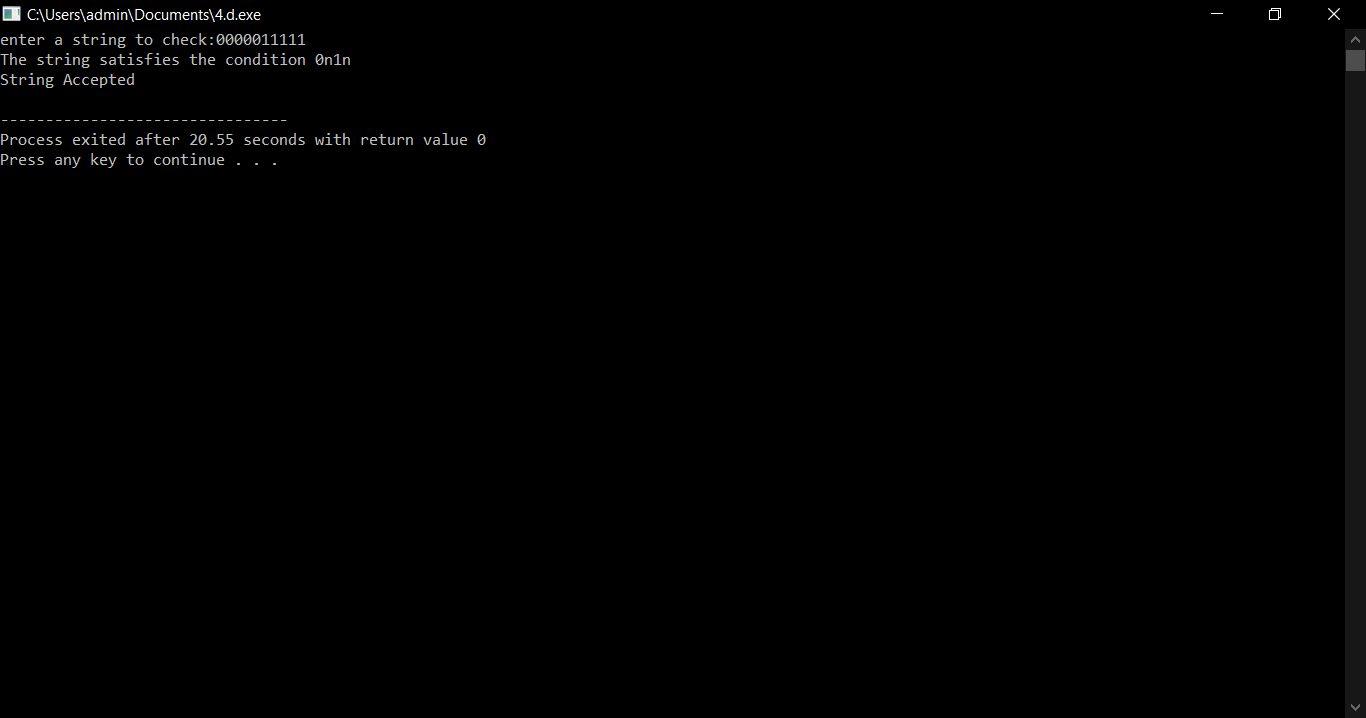 C:\Users\admin\Documents\4.d.exe
enter a string to check:0000011111
The string satisfies the condition 0n1n
String Accepted
--------------------------------
Process exited after 20.55 seconds with return value 0
Press any key to continue . . .